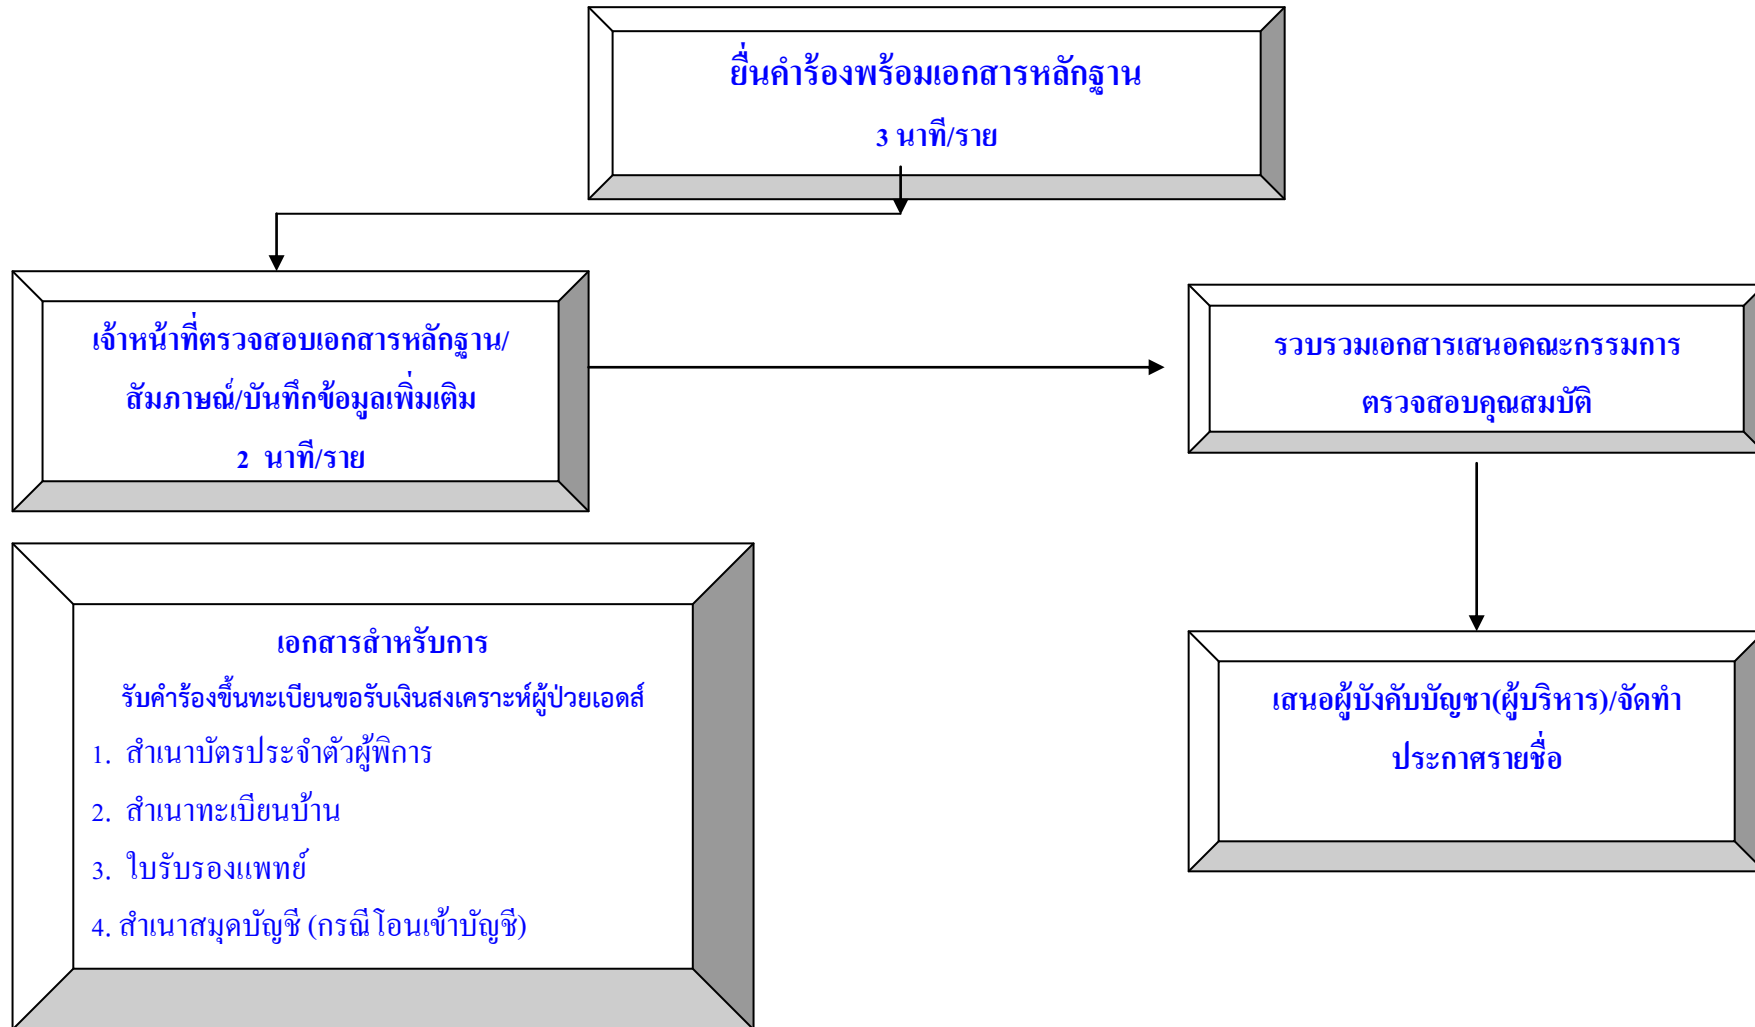 ยื่นคำร้องพร้อมเอกสารหลักฐาน
3 นาที/ราย
เจ้าหน้าที่ตรวจสอบเอกสารหลักฐาน/
สัมภาษณ์/บันทึกข้อมูลเพิ่มเติม
2 นาที/ราย
รวบรวมเอกสารเสนอคณะกรรมการ
ตรวจสอบคุณสมบัติ
เอกสารสำหรับการ
รับคำร้องขึ้นทะเบียนขอรับเงินสงเคราะห์ผู้ป่วยเอดส์
1. สำเนาบัตรประจำตัวผู้พิการ
2. สำเนาทะเบียนบ้าน
3. ใบรับรองแพทย์
4. สำเนาสมุดบัญชี (กรณีโอนเข้าบัญชี)
เสนอผู้บังคับบัญชา(ผู้บริหาร)/จัดทำ
ประกาศรายชื่อ